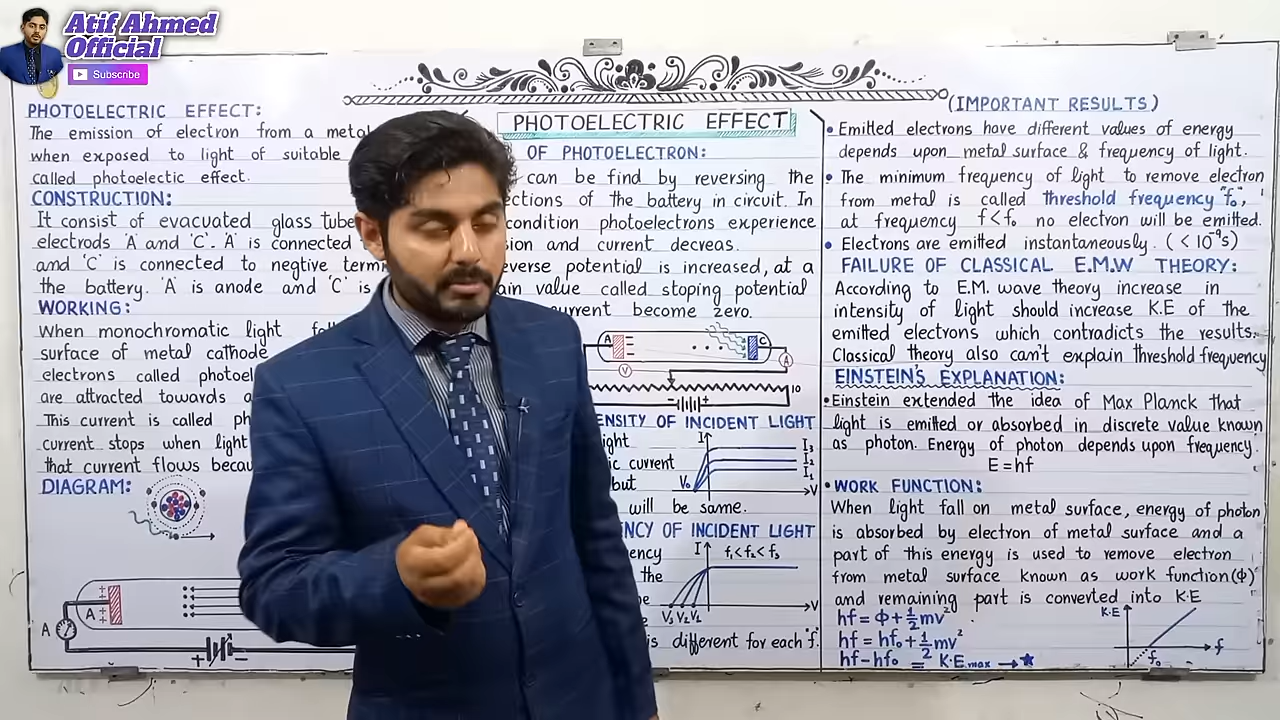 Atif Ahmed
Official
Subscribe
PHOTOELECTRIC EFFECT
PHOTOELECTRIC EFFECT:
The emission of electron from a metal
when exposed to light of suitable
called photoelectic effect.
CONSTRUCTION:
It consist of evacuated glass tube
electrods 'A' and 'C'. 'A' is connected
and 'C' is connected to negtive
the battery. 'A' is anode and 'C' is
WORKING:
When monochromatic light
surface of metal cathode
electrons called
are attracted towards
This current is called
current stops when light
that current flows
DIAGRAM:
+
+
+
A
A
+
−
OF PHOTOELECTRON:
can be find by reversing the
of the battery in circuit. In
condition photoelectrons experience
and current decreas.
potential is increased, at a
value called stoping potential
current become zero.
A
C
V
A
10
−
+
OF INCIDENT LIGHT
I
I₃
current
I₂
but
V₀
I₁
V
will be same.
OF INCIDENT LIGHT
I
f₁<f₂<f₃
the
V
V₃ V₂ V₁
is different for each 'f'.
(IMPORTANT RESULTS)
• Emitted electrons have different values of energy
depends upon metal surface & frequency of light.
• The minimum frequency of light to remove electron
from metal is called threshold frequency "f₀",
at frequency f<f₀ no electron will be emitted.
• Electrons are emitted instantaneously. (<10⁻⁹s)
FAILURE OF CLASSICAL E.M.W THEORY:
According to E.M. wave theory increase in
intensity of light should increase K.E of the
emitted electrons which contradicts the results.
Classical theory also can't explain threshold frequency
EINSTEIN'S EXPLANATION:
• Einstein extended the idea of Max Planck that
light is emitted or absorbed in discrete value known
as photon. Energy of photon depends upon frequency.
E=hf
• WORK FUNCTION:
When light fall on metal surface, energy of photon
is absorbed by electron of metal surface and a
part of this energy is used to remove electron
from metal surface known as work function(Φ)
and remaining part is converted into K.E
hf=Φ+½mv²
hf=hf₀+½mv²
hf−hf₀ = K.Emax →★
K.E
f
f₀